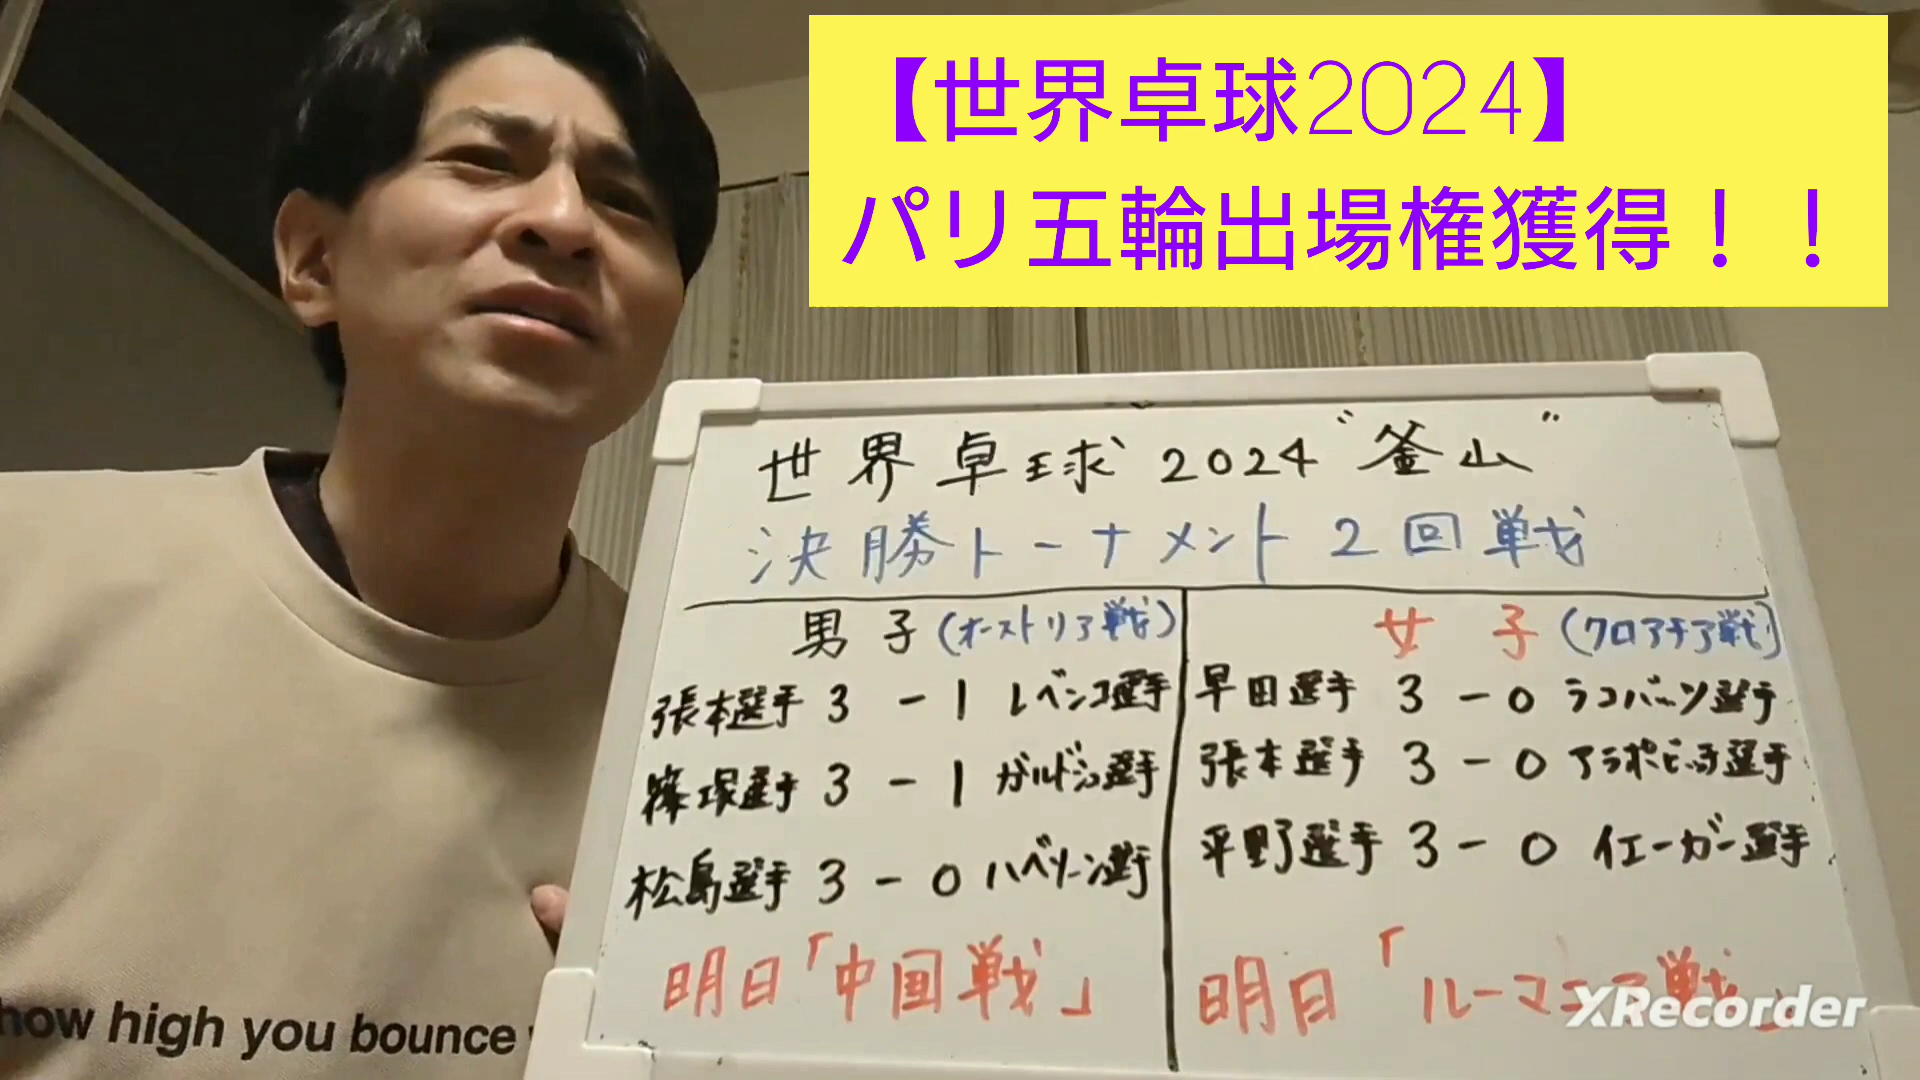 【世界卓球2024】
パリ五輪出場権獲得！！
世界卓球2024"釜山"
決勝トーナメント2回戦
男子(オーストリア戦)
張本選手 3-1 レベンコ選手
篠塚選手 3-1 ガルドシュ選手
松島選手 3-0 ハベソーン選手
明日「中国戦」
女子(クロアチア戦)
早田選手 3-0 ラコバーツ選手
張本選手 3-0 アラポビッチ選手
平野選手 3-0 イエーガー選手
明日「ルーマニア戦」
how high you bounce
XRecorder